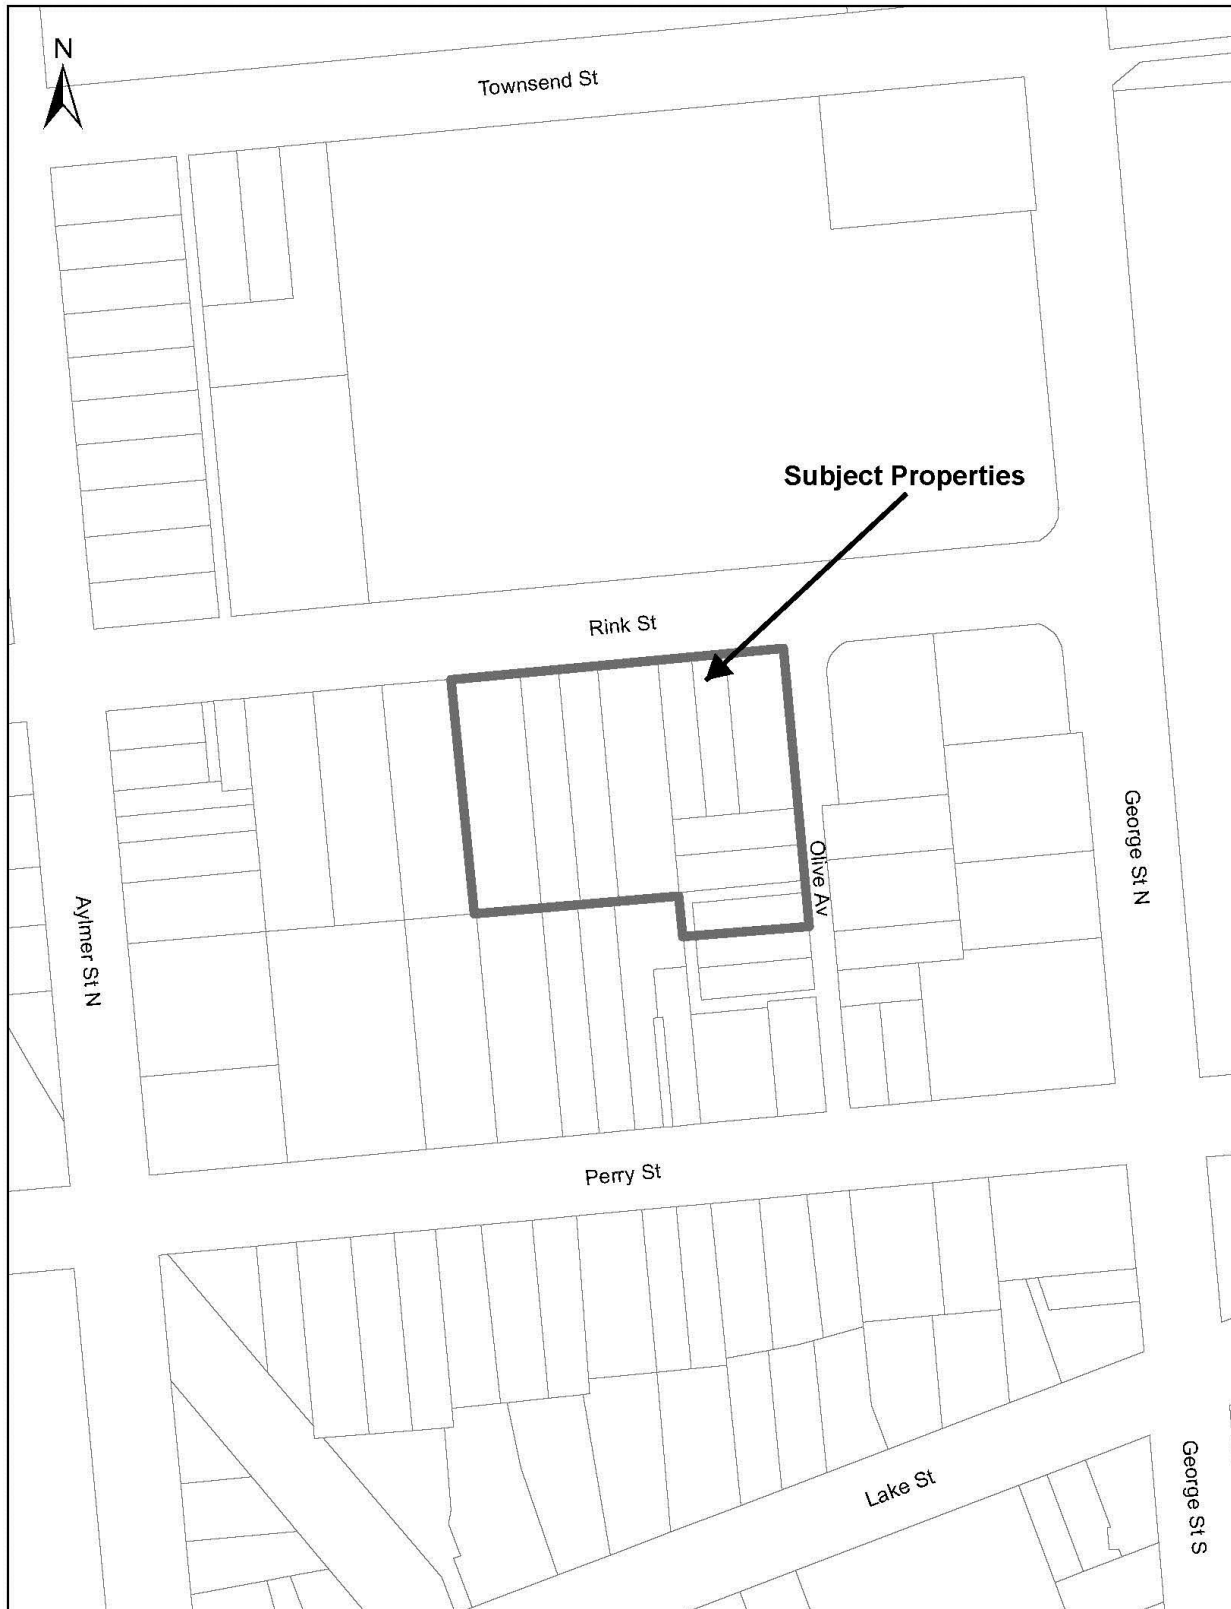 N
Townsend St
Subject Properties
Rink St
Olive Av
George St N
Aylmer St N
Perry St
Lake St
George St S